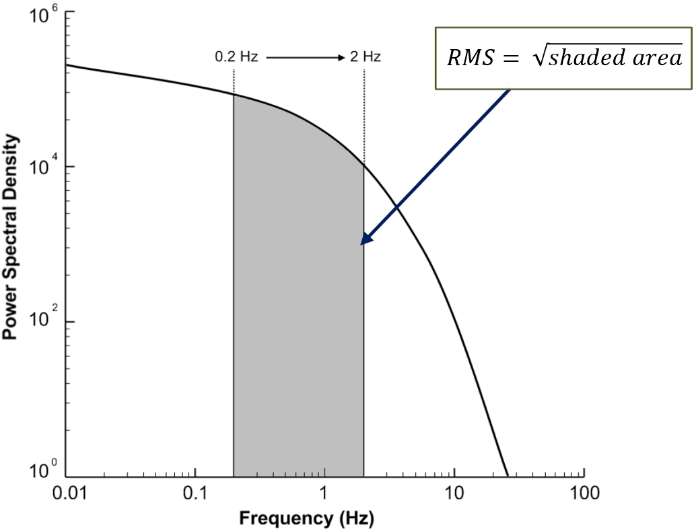 10⁶
0.2 Hz
2 Hz
RMS = √shaded area
10⁴
Power Spectral Density
10²
10⁰
0.01
0.1
1
10
100
Frequency (Hz)